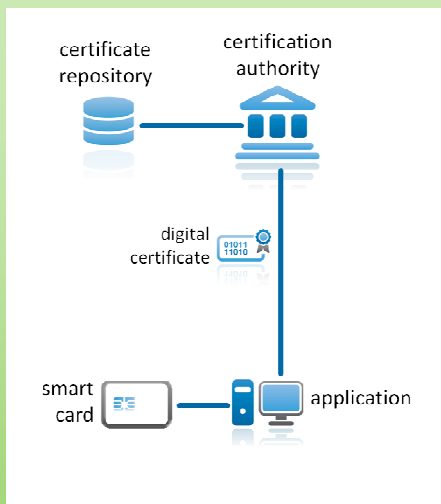 certificate
repository
certification
authority
digital
certificate
01011
11010
smart
card
application